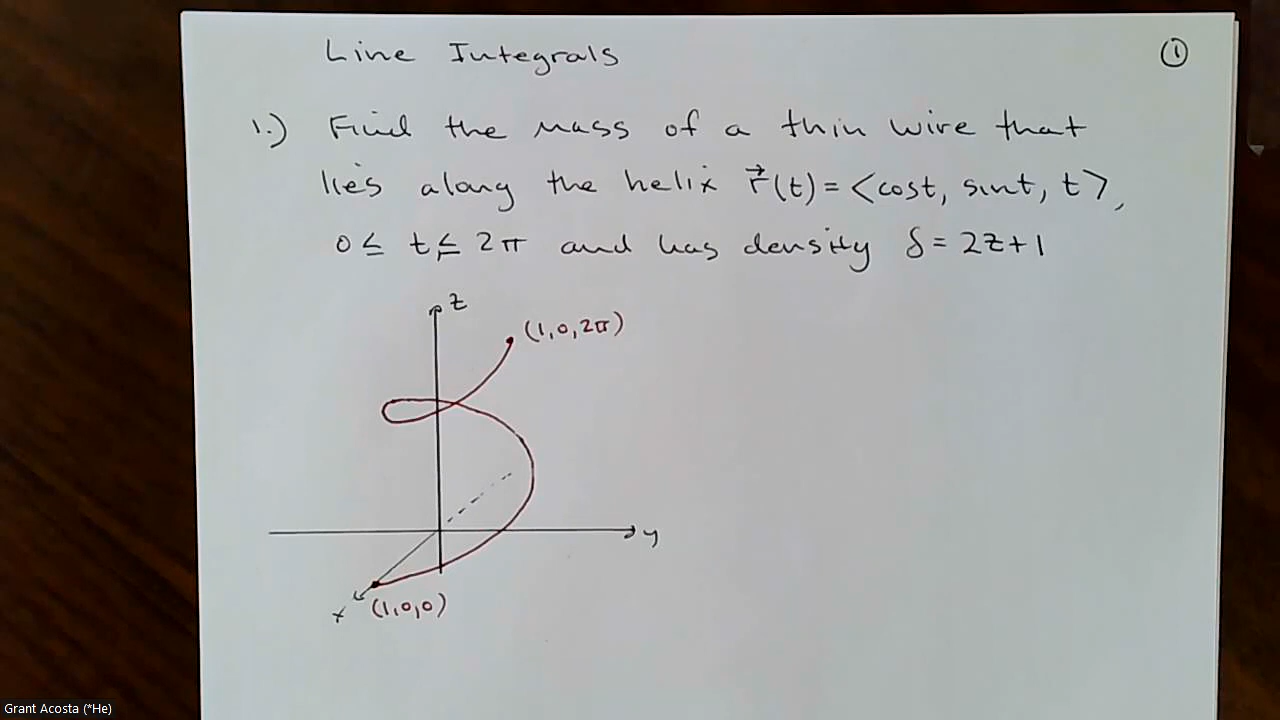 Line Integrals
①
1.) Find the mass of a thin wire that
lies along the helix r⃗(t) = <cost, sint, t>,
0 ≤ t ≤ 2π and has density δ = 2z+1
z
(1,0,2π)
y
x
(1,0,0)
Grant Acosta (*He)